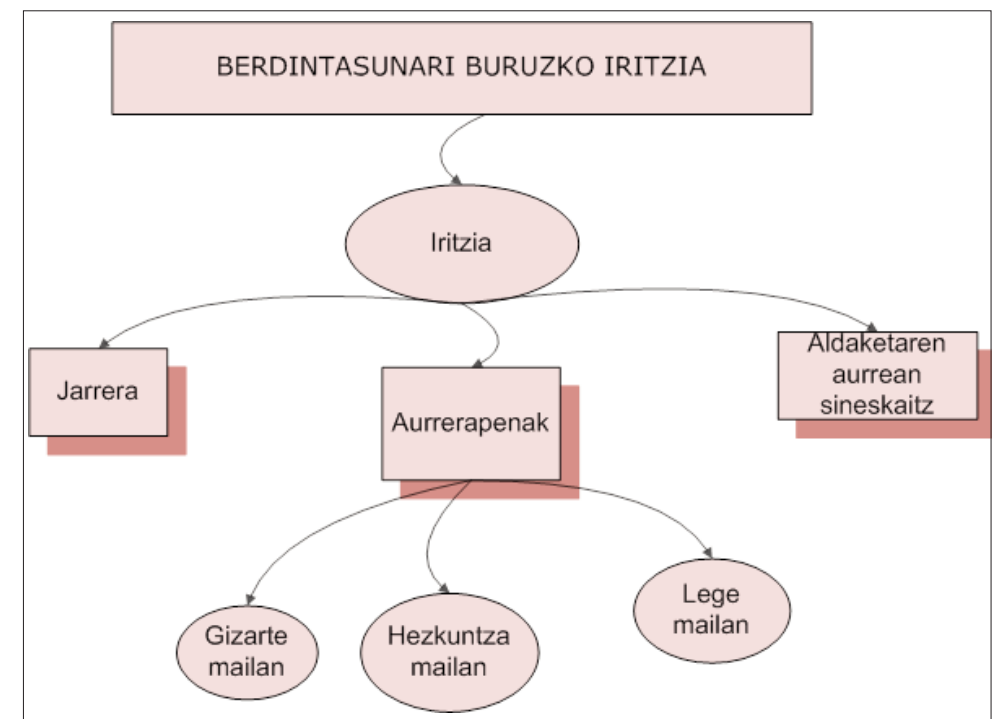 BERDINTASUNARI BURUZKO IRITZIA
Iritzia
Jarrera
Aurrerapenak
Aldaketaren
aurrean
sineskaitz
Gizarte
mailan
Hezkuntza
mailan
Lege
mailan